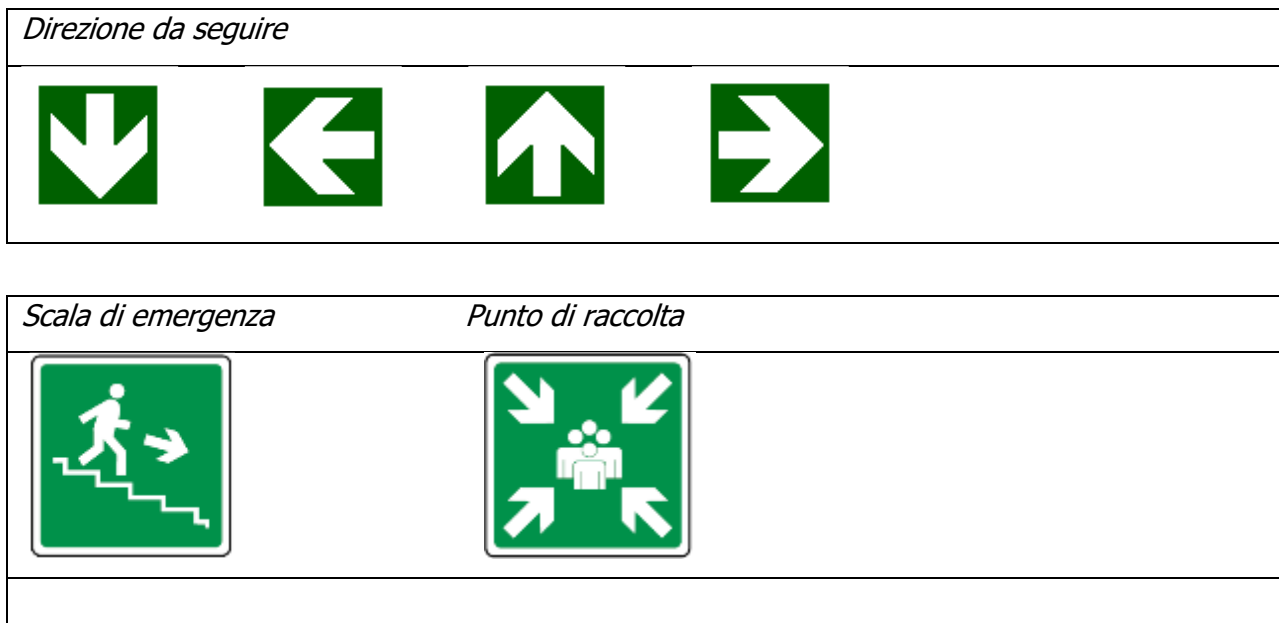 Direzione da seguire
Scala di emergenza Punto di raccolta